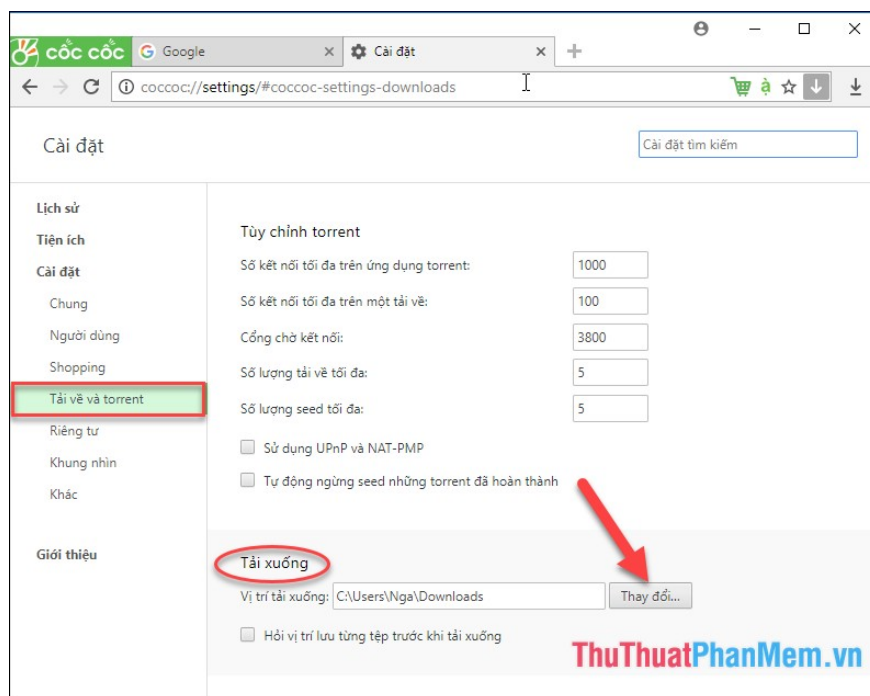 cốc cốc Google Cài đặt
coccoc://settings/#coccoc-settings-downloads
Cài đặt
Cài đặt tìm kiếm
Lịch sử
Tiện ích
Cài đặt
Chung
Người dùng
Shopping
Tải về và torrent
Riêng tư
Khung nhìn
Khác
Giới thiệu
Tùy chỉnh torrent
Số kết nối tối đa trên ứng dụng torrent: 1000
Số kết nối tối đa trên một tải về: 100
Cổng chờ kết nối: 3800
Số lượng tải về tối đa: 5
Số lượng seed tối đa: 5
Sử dụng UPnP và NAT-PMP
Tự động ngừng seed những torrent đã hoàn thành
Tải xuống
Vị trí tải xuống: C:\Users\Nga\Downloads Thay đổi...
Hỏi vị trí lưu từng tệp trước khi tải xuống
ThuThuatPhanMem.vn